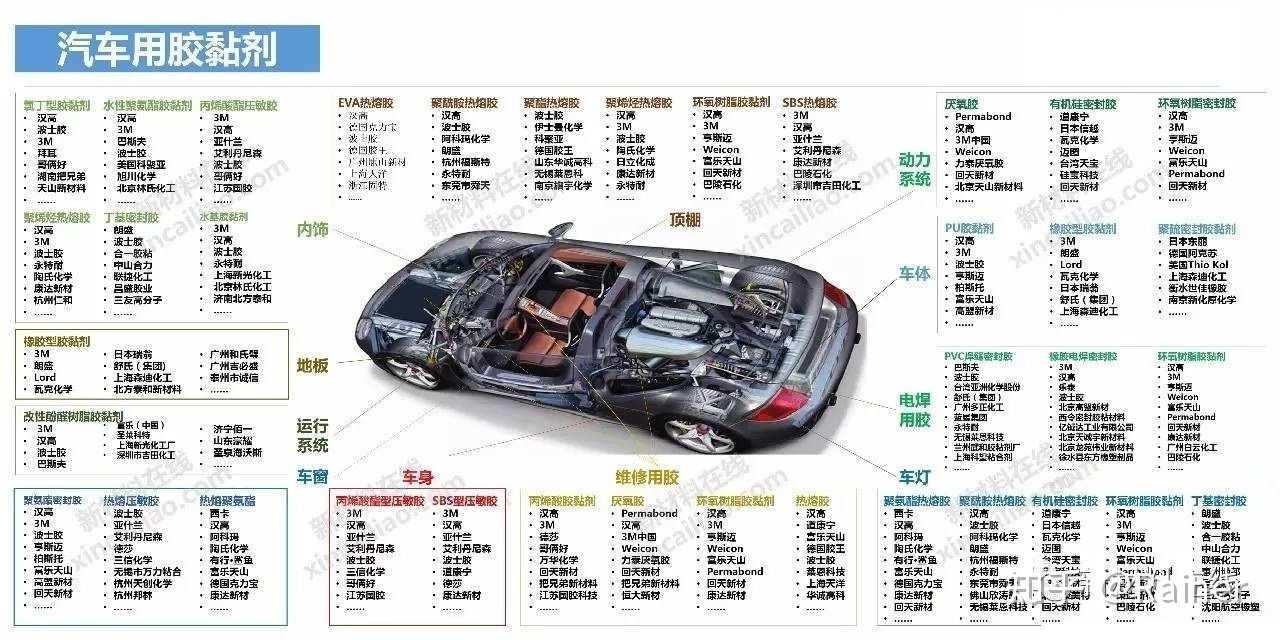 汽车用胶黏剂
氯丁型胶黏剂
汉高
波士胶
3M
拜耳
哥俩好
湖南把兄弟
天山新材料
......
水性聚氨酯胶黏剂
汉高
3M
巴斯夫
波士胶
美国科聚亚
旭川化学
北京林氏化工
......
丙烯酸酯压敏胶
3M
汉高
亚什兰
艾利丹尼森
波士胶
哥俩好
江苏国胶
......
聚烯烃热熔胶
汉高
3M
波士胶
永特耐
陶氏化学
康达新材
杭州仁和
......
丁基密封胶
朗盛
波士胶
合一胶粘
中山合力
联捷化工
昌盛胶业
三友高分子
......
水基胶黏剂
3M
汉高
波士胶
永特耐
上海新光化工
北京林氏化工
济南北方泰和
......
内饰
EVA热熔胶
汉高
德国克力宝
波士胶
德国胶王
广州鹿山新材
上海天洋
浙江固特
......
聚酰胺热熔胶
汉高
波士胶
阿科玛化学
朗盛
杭州福斯特
永特耐
东莞市舜天
......
聚酯热熔胶
波士胶
伊士曼化学
科聚亚
德国胶王
山东华诚高科
无锡莱恩科
南京旗宇化学
......
聚烯烃热熔胶
汉高
3M
波士胶
陶氏化学
日立化成
康达新材
永特耐
......
环氧树脂胶黏剂
汉高
3M
亨斯迈
Weicon
富乐天山
回天新材
巴陵石化
......
SBS热熔胶
3M
汉高
亚什兰
艾利丹尼森
康达新材
巴陵石化
深圳市吉田化工
......
顶棚
动力
系统
厌氧胶
Permabond
汉高
3M中国
Weicon
力泰厌氧胶
回天新材
北京天山新材料
......
有机硅密封胶
道康宁
日本信越
瓦克化学
迈图
台湾天宝
硅宝科技
回天新材
......
环氧树脂密封胶
汉高
3M
亨斯迈
Weicon
富乐天山
Permabond
回天新材
......
车体
PU胶黏剂
汉高
3M
波士胶
亨斯迈
柏斯托
富乐天山
高盟新材
......
橡胶型胶黏剂
3M
朗盛
Lord
瓦克化学
日本瑞翁
舒氏（集团）
上海森迪化工
......
聚硫密封胶黏剂
日本东丽
德国阿克苏
美国Thio Kol
上海森迪化工
衡水世佳橡胶
南京新化原化学
......
地板
橡胶型胶黏剂
3M
朗盛
Lord
瓦克化学
日本瑞翁
舒氏（集团）
上海森迪化工
北方泰和新材料
广州和氏璧
广州吉必盛
泰州市诚信
......
运行
系统
改性酚醛树脂胶黏剂
3M
汉高
波士胶
巴斯夫
富乐（中国）
圣莱科特
上海新光化工厂
深圳市吉田化工
济宁佰一
山东宗耀
圣泉海沃斯
......
电焊
用胶
PVC焊缝密封胶
巴斯夫
波士胶
台湾亚洲化学股份
舒氏（集团）
广州多正化工
蓝星集团
永特耐
无锡莱恩科技
兰州威和胶粘剂厂
上海科塑粘合剂
......
橡胶电焊密封胶
3M
汉高
乐泰
波士胶
北京高盟新材
西令密封胶粘材料
亿铖达工业有限公司
北京天诚宇新材料
北京龙苑伟业新材料
徐水县东方橡塑制品
......
环氧树脂胶黏剂
汉高
3M
亨斯迈
Weicon
富乐天山
Permabond
回天新材
康达新材
广州白云化工
巴陵石化
......
车窗
聚氨酯密封胶
汉高
3M
波士胶
亨斯迈
柏斯托
富乐天山
高盟新材
回天新材
......
热熔压敏胶
波士胶
亚什兰
艾利丹尼森
德莎
三信化学
无锡市万力粘合
杭州天创化学
杭州邦林
......
热熔聚氨酯
西卡
汉高
阿科玛
陶氏化学
有行·鲨鱼
富乐天山
德国克力宝
康达新材
......
车身
丙烯酸酯型压敏胶
3M
汉高
亚什兰
艾利丹尼森
波士胶
三信化学
哥俩好
江苏国胶
......
SBS型压敏胶
3M
汉高
亚什兰
艾利丹尼森
波士胶
道康宁
德莎
康达新材
......
维修用胶
丙烯酸胶黏剂
汉高
3M
德莎
哥俩好
万华化学
回天新材
把兄弟新材料
江苏国胶科技
......
厌氧胶
Permabond
汉高
3M中国
Weicon
力泰厌氧胶
回天新材
把兄弟新材料
恒大新材
......
环氧树脂胶黏剂
汉高
3M
亨斯迈
Weicon
富乐天山
Permabond
回天新材
康达新材
......
热熔胶
汉高
道康宁
富乐天山
德国胶王
波士胶
莱恩科技
上海天洋
华诚高科
......
车灯
聚氨酯热熔胶
西卡
汉高
阿科玛
陶氏化学
有行·鲨鱼
富乐天山
德国克力宝
康达新材
回天新材
......
聚酰胺热熔胶
汉高
波士胶
阿科玛化学
朗盛
杭州福斯特
永特耐
东莞市舜天
佛山欣涛
无锡莱恩科技
......
有机硅密封胶
道康宁
日本信越
瓦克化学
迈图
台湾天宝
回天新材
......
环氧树脂胶黏剂
汉高
3M
亨斯迈
Weicon
富乐天山
Permabond
回天新材
康达新材
巴陵石化
......
丁基密封胶
朗盛
波士胶
合一胶粘
中山合力
联捷化工
沈阳航空橡塑
......
新材料在线
xincailiao.com
知乎 @Rainer